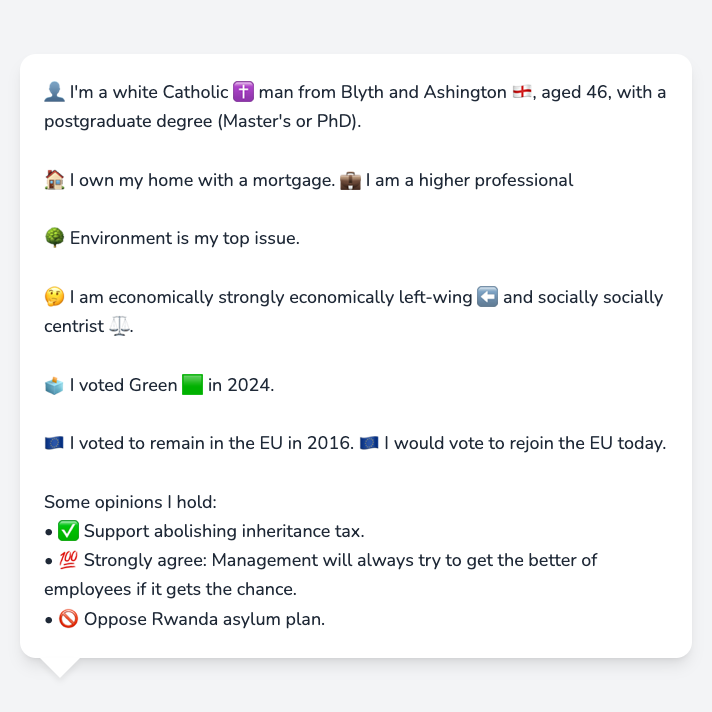 👤 I'm a white Catholic ✝️ man from Blyth and Ashington 🏴󠁧󠁢󠁥󠁮󠁧󠁿, aged 46, with a
postgraduate degree (Master's or PhD).
🏠 I own my home with a mortgage. 💼 I am a higher professional
🌳 Environment is my top issue.
🤔 I am economically strongly economically left-wing ⬅️ and socially socially
centrist ⚖️.
🗳️ I voted Green 🟩 in 2024.
🇪🇺 I voted to remain in the EU in 2016. 🇪🇺 I would vote to rejoin the EU today.
Some opinions I hold:
• ✅ Support abolishing inheritance tax.
• 💯 Strongly agree: Management will always try to get the better of
employees if it gets the chance.
• 🚫 Oppose Rwanda asylum plan.